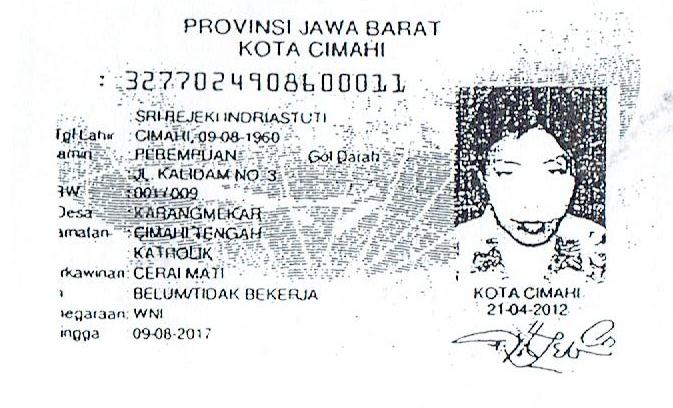 PROVINSI JAWA BARAT
KOTA CIMAHI
: 3277024908600011
SRI REJEKI INDRIASTUTI
Tgl Lahir : CIMAHI, 09-08-1960
amin : PEREMPUAN Gol Darah
: JL. KALIDAM NO. 3
RW : 001/009
Desa : KARANGMEKAR
amatan : CIMAHI TENGAH
KATHOLIK
rkawinan: CERAI MATI
: BELUM/TIDAK BEKERJA
negaraan: WNI
ingga : 09-08-2017
KOTA CIMAHI
21-04-2012